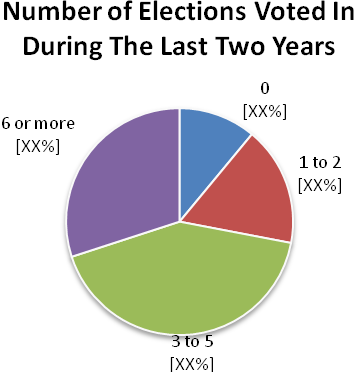 Number of Elections Voted In
During The Last Two Years
0
[XX%]
1 to 2
[XX%]
3 to 5
[XX%]
6 or more
[XX%]